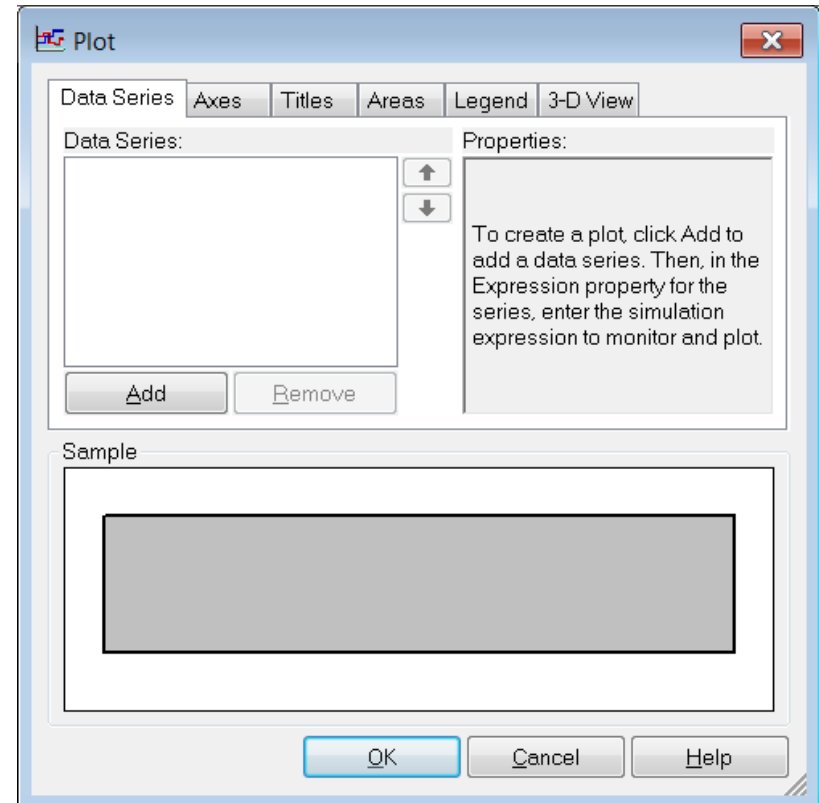 Plot
Data Series Axes Titles Areas Legend 3-D View
Data Series:
Properties:
To create a plot, click Add to
add a data series. Then, in the
Expression property for the
series, enter the simulation
expression to monitor and plot.
Add Remove
Sample
OK Cancel Help